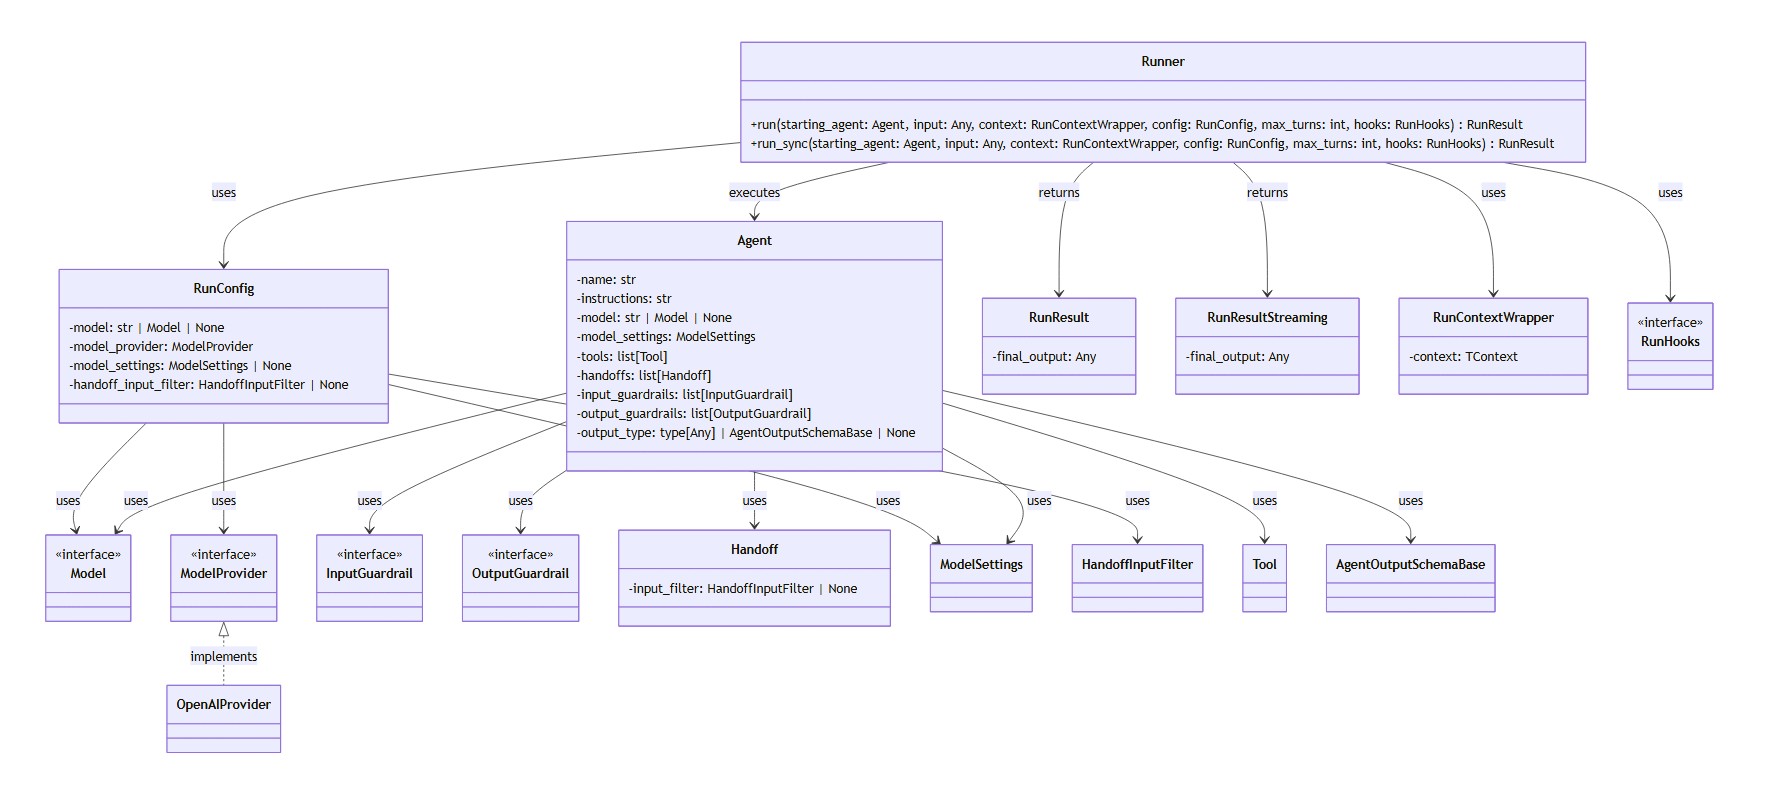 Runner
+run(starting_agent: Agent, input: Any, context: RunContextWrapper, config: RunConfig, max_turns: int, hooks: RunHooks) : RunResult
+run_sync(starting_agent: Agent, input: Any, context: RunContextWrapper, config: RunConfig, max_turns: int, hooks: RunHooks) : RunResult
uses
executes
returns
returns
uses
uses
RunConfig
-model: str | Model | None
-model_provider: ModelProvider
-model_settings: ModelSettings | None
-handoff_input_filter: HandoffInputFilter | None
Agent
-name: str
-instructions: str
-model: str | Model | None
-model_settings: ModelSettings
-tools: list[Tool]
-handoffs: list[Handoff]
-input_guardrails: list[InputGuardrail]
-output_guardrails: list[OutputGuardrail]
-output_type: type[Any] | AgentOutputSchemaBase | None
RunResult
-final_output: Any
RunResultStreaming
-final_output: Any
RunContextWrapper
-context: TContext
«interface»
RunHooks
uses
uses
uses
uses
uses
uses
uses
uses
uses
uses
uses
«interface»
Model
«interface»
ModelProvider
«interface»
InputGuardrail
«interface»
OutputGuardrail
Handoff
-input_filter: HandoffInputFilter | None
ModelSettings
HandoffInputFilter
Tool
AgentOutputSchemaBase
implements
OpenAIProvider